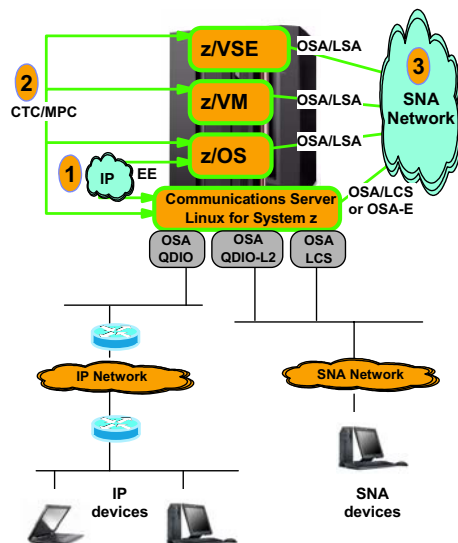 z/VSE
OSA/LSA
2
3
CTC/MPC
z/VM
OSA/LSA
SNA
Network
z/OS
OSA/LSA
1
IP
EE
Communications Server
Linux for System z
OSA/LCS
or OSA-E
OSA
QDIO
OSA
QDIO-L2
OSA
LCS
IP Network
SNA Network
IP
devices
SNA
devices